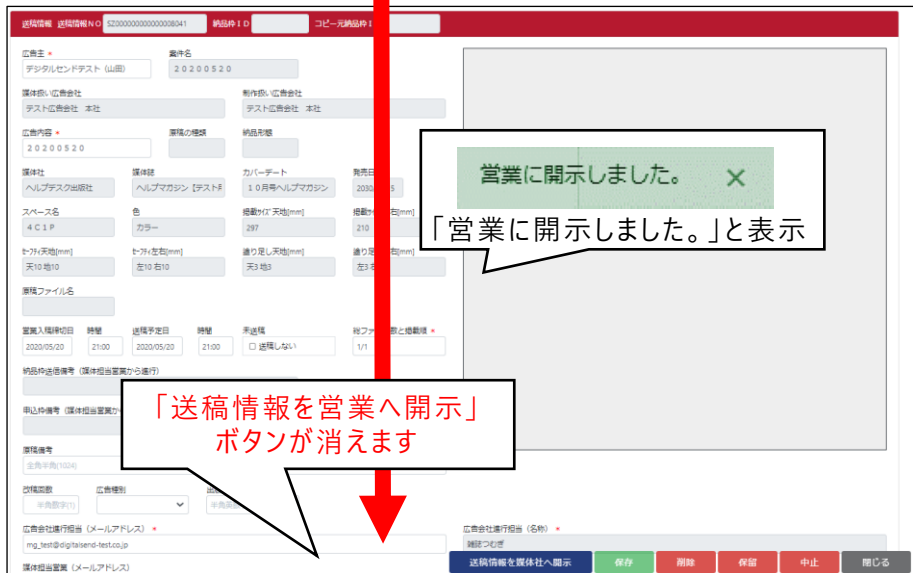 送稿情報 送稿情報NO SZ000000000000008041 納品枠ID コピー元納品枠I
広告主 * 案件名
デジタルセンドテスト（山田） 20200520
媒体扱い広告会社 制作扱い広告会社
テスト広告会社 本社 テスト広告会社 本社
広告内容 * 原稿の種類 納品形態
20200520
媒体社 媒体誌 カバーデート 発売日
ヘルプデスク出版社 ヘルプマガジン【テスト 10月号ヘルプマガジン
スペース名 色 掲載サイズ 天地[mm]
4C1P カラー 297 210
セーフティ天地[mm] セーフティ左右[mm] 塗り足し天地[mm]
天10 地10 左10 右10 天3 地3
原稿ファイル名
営業に開示しました。 ×
「営業に開示しました。」と表示
営業入稿締切日 時間 送稿予定日 時間 未送稿 数と掲載順 *
2020/05/20 21:00 2020/05/20 21:00 送稿しない 1/1
納品枠送信備考（媒体担当営業から進行）
申込枠備考（媒体担当営業か
「送稿情報を営業へ開示」
ボタンが消えます
原稿備考
全角半角(1024)
改稿回数 広告種別
半角数字(1)
広告会社進行担当（メールアドレス） * 広告会社進行担当（名称） *
mg_test@digitalsend-test.co.jp 雑誌つむぎ
媒体担当営業（メールアドレス） 送稿情報を媒体社へ開示 保存 削除 保留 中止 閉じる